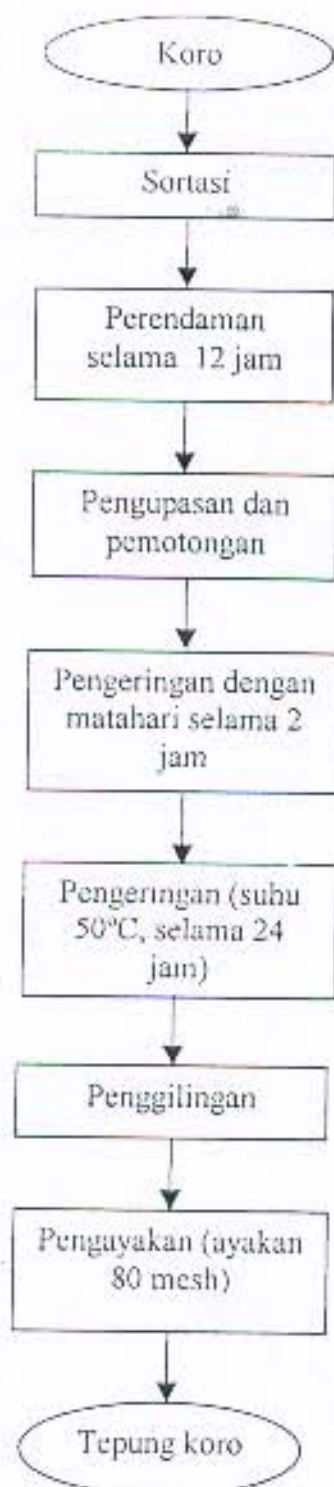 Koro
Sortasi
Perendaman
selama 12 jam
Pengupasan dan
pemotongan
Pengeringan dengan
matahari selama 2
jam
Pengeringan (suhu
50°C, selama 24
jam)
Penggilingan
Pengayakan (ayakan
80 mesh)
Tepung koro